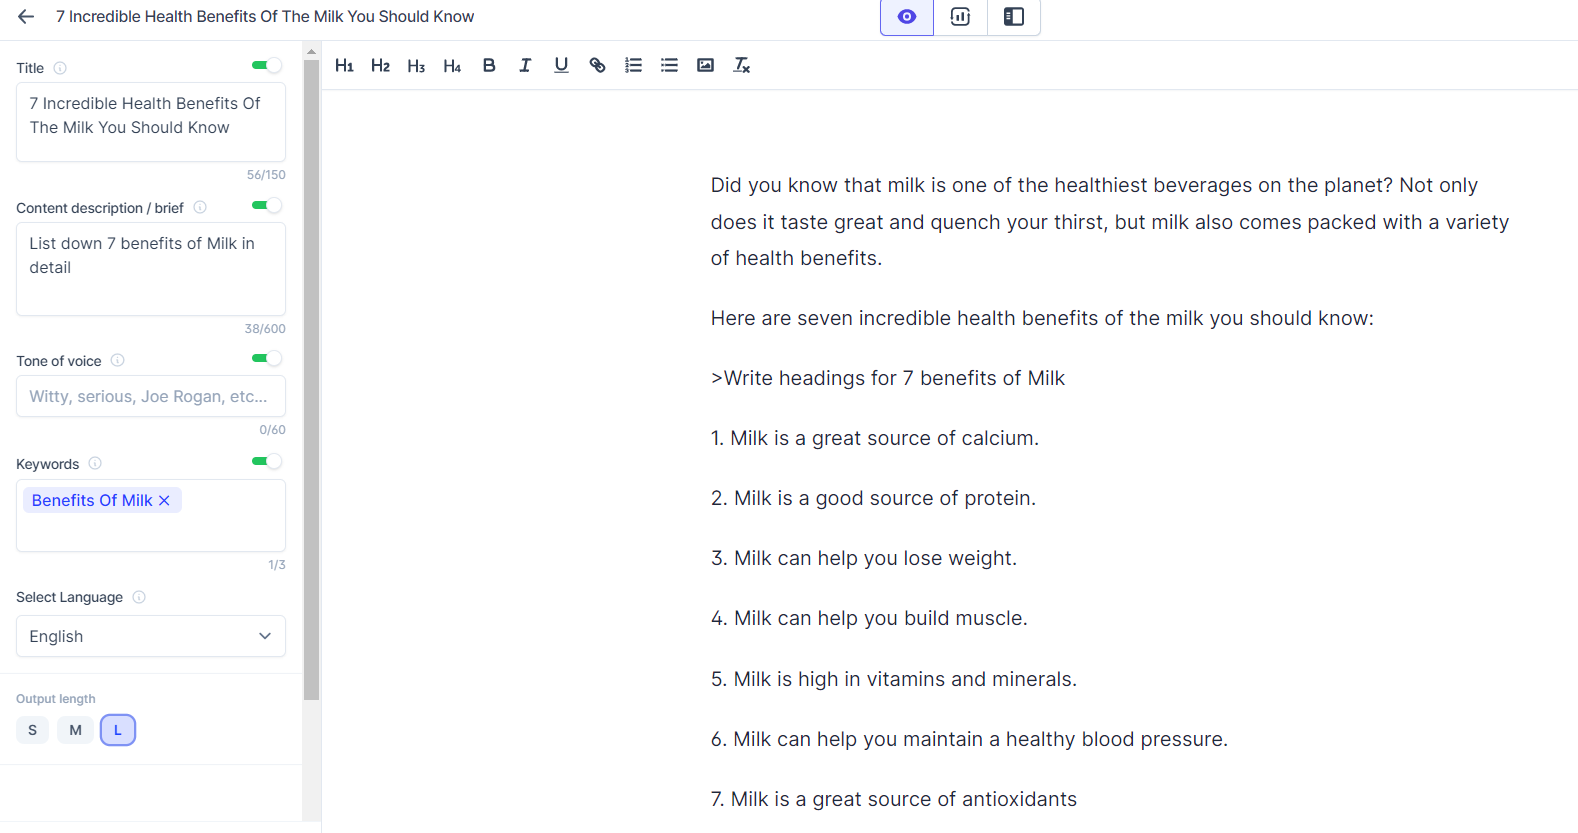 7 Incredible Health Benefits Of The Milk You Should Know
Title
7 Incredible Health Benefits Of
The Milk You Should Know
56/150
Content description / brief
List down 7 benefits of Milk in
detail
38/600
Tone of voice
Witty, serious, Joe Rogan, etc...
0/60
Keywords
Benefits Of Milk
1/3
Select Language
English
Output length
S M L
H1 H2 H3 H4 B I U
Did you know that milk is one of the healthiest beverages on the planet? Not only
does it taste great and quench your thirst, but milk also comes packed with a variety
of health benefits.
Here are seven incredible health benefits of the milk you should know:
>Write headings for 7 benefits of Milk
1. Milk is a great source of calcium.
2. Milk is a good source of protein.
3. Milk can help you lose weight.
4. Milk can help you build muscle.
5. Milk is high in vitamins and minerals.
6. Milk can help you maintain a healthy blood pressure.
7. Milk is a great source of antioxidants